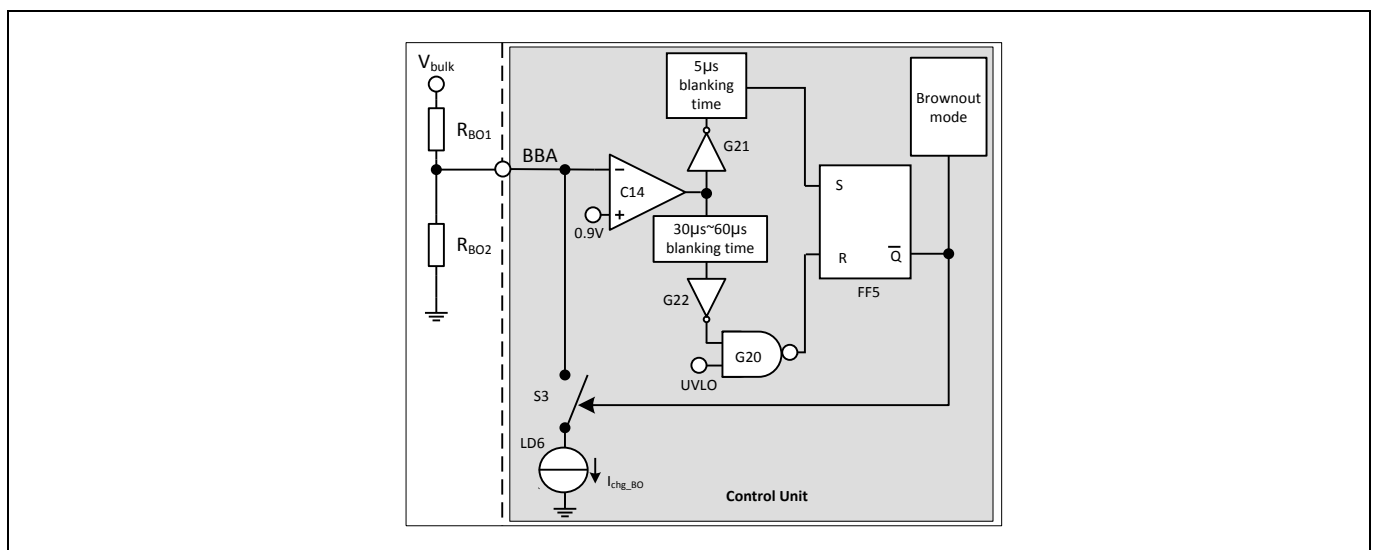 V_bulk
R_BO1
BBA
R_BO2
5µs
blanking
time
G21
Brownout
mode
−
C14
+
0.9V
30µs~60µs
blanking time
G22
S
R
Q̅
FF5
G20
UVLO
S3
LD6
I_chg_BO
Control Unit